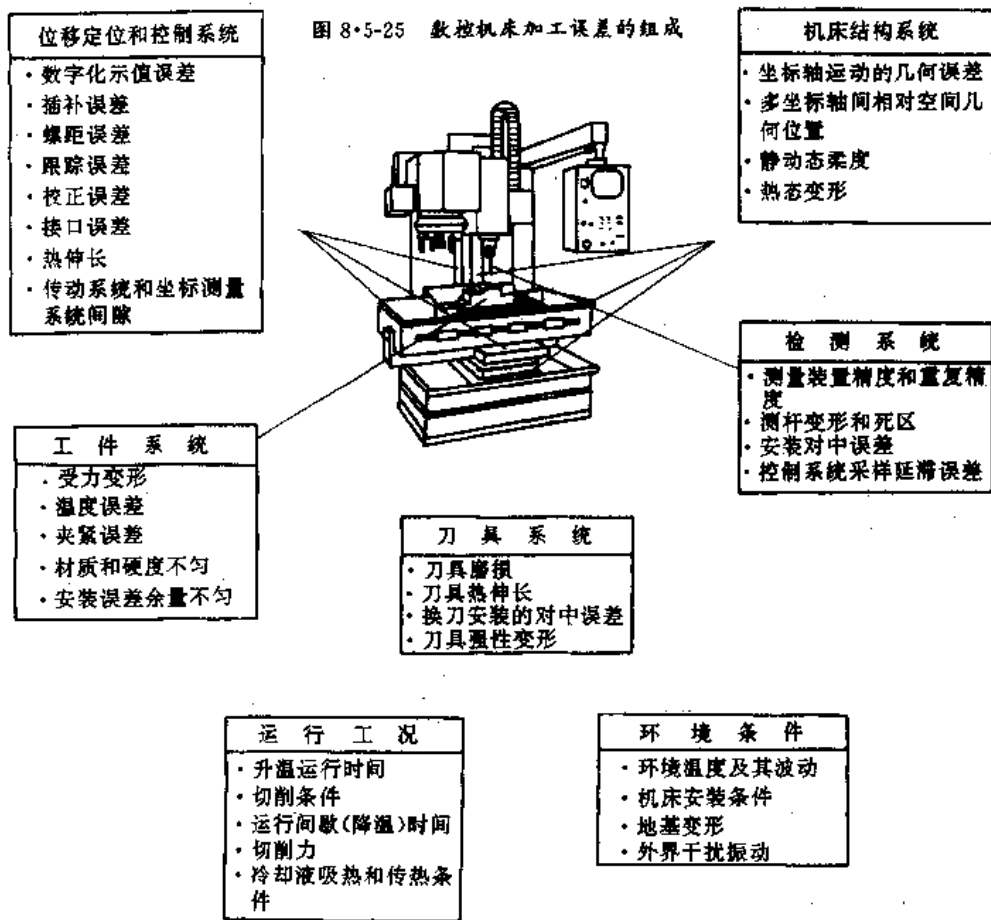 图 8·5-25 数控机床加工误差的组成
位移定位和控制系统
· 数字化示值误差
· 插补误差
· 螺距误差
· 跟踪误差
· 校正误差
· 接口误差
· 热伸长
· 传动系统和坐标测量
系统间隙
机床结构系统
· 坐标轴运动的几何误差
· 多坐标轴间相对空间几
何位置
· 静动态柔度
· 热态变形
检测系统
· 测量装置精度和重复精
度
· 测杆变形和死区
· 安装对中误差
· 控制系统采样延滞误差
工件系统
· 受力变形
· 温度误差
· 夹紧误差
· 材质和硬度不匀
· 安装误差余量不匀
刀具系统
· 刀具磨损
· 刀具热伸长
· 换刀安装的对中误差
· 刀具强性变形
运行工况
· 升温运行时间
· 切削条件
· 运行间歇(降温)时间
· 切削力
· 冷却液吸热和传热条
件
环境条件
· 环境温度及其波动
· 机床安装条件
· 地基变形
· 外界干扰振动